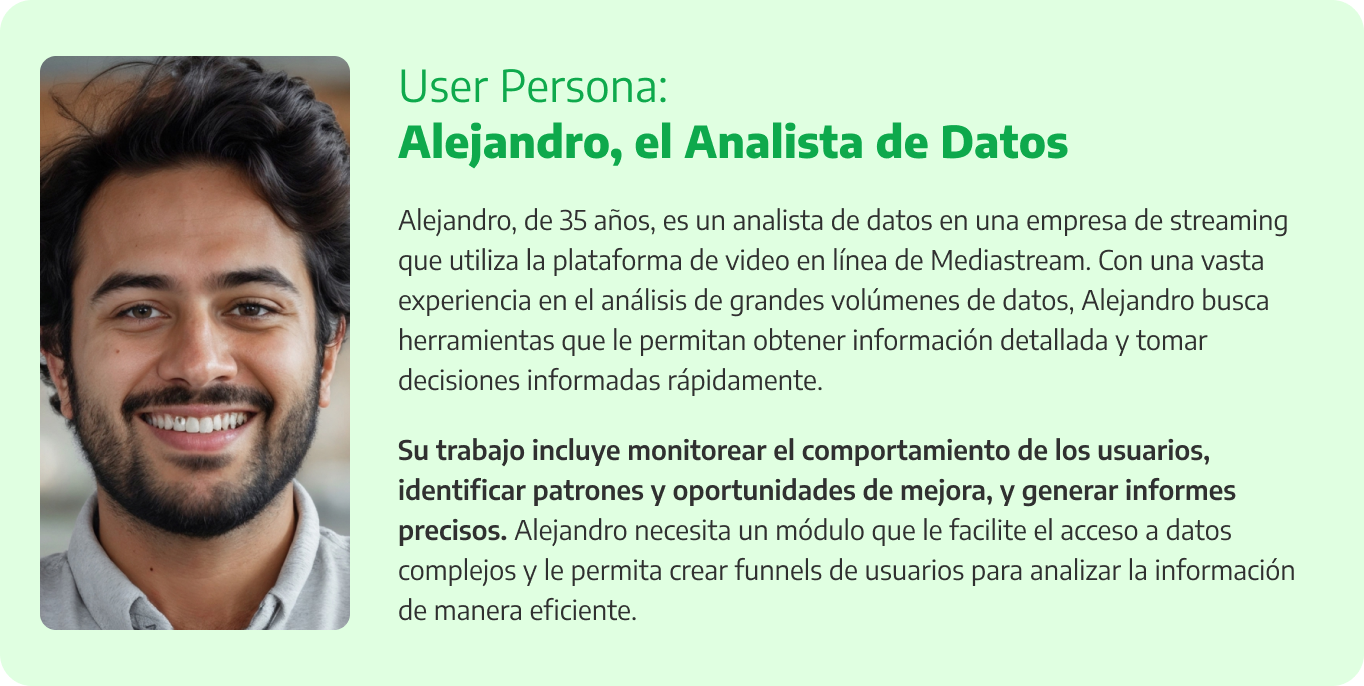 User Persona:
Alejandro, el Analista de Datos
Alejandro, de 35 años, es un analista de datos en una empresa de streaming
que utiliza la plataforma de video en línea de Mediastream. Con una vasta
experiencia en el análisis de grandes volúmenes de datos, Alejandro busca
herramientas que le permitan obtener información detallada y tomar
decisiones informadas rápidamente.
Su trabajo incluye monitorear el comportamiento de los usuarios,
identificar patrones y oportunidades de mejora, y generar informes
precisos. Alejandro necesita un módulo que le facilite el acceso a datos
complejos y le permita crear funnels de usuarios para analizar la información
de manera eficiente.